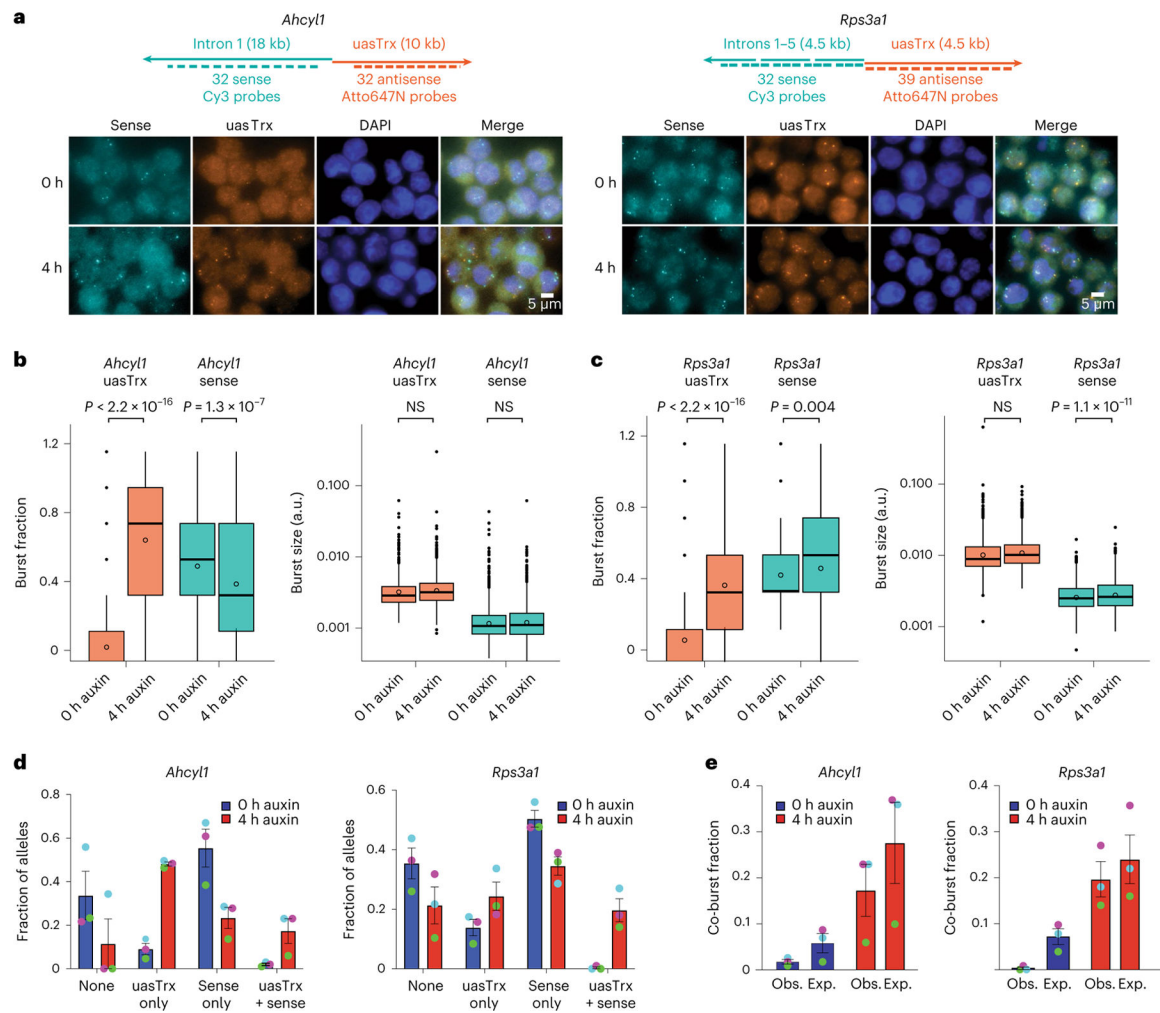 a
Ahcyl1
Rps3a1
Intron 1 (18 kb)
uasTrx (10 kb)
32 sense
Cy3 probes
32 antisense
Atto647N probes
Introns 1–5 (4.5 kb)
uasTrx (4.5 kb)
32 sense
Cy3 probes
39 antisense
Atto647N probes
Sense
uasTrx
DAPI
Merge
0 h
4 h
5 µm
Sense
uasTrx
DAPI
Merge
0 h
4 h
5 µm
b
Ahcyl1
uasTrx
Ahcyl1
sense
P < 2.2 × 10⁻¹⁶
P = 1.3 × 10⁻⁷
Burst fraction
1.2
0.8
0.4
0
0 h auxin
4 h auxin
0 h auxin
4 h auxin
Ahcyl1
uasTrx
Ahcyl1
sense
NS
NS
Burst size (a.u.)
0.100
0.010
0.001
0 h auxin
4 h auxin
0 h auxin
4 h auxin
c
Rps3a1
uasTrx
Rps3a1
sense
P < 2.2 × 10⁻¹⁶
P = 0.004
Burst fraction
1.2
0.8
0.4
0
0 h auxin
4 h auxin
0 h auxin
4 h auxin
Rps3a1
uasTrx
Rps3a1
sense
NS
P = 1.1 × 10⁻¹¹
Burst size (a.u.)
0.100
0.010
0.001
0 h auxin
4 h auxin
0 h auxin
4 h auxin
d
Ahcyl1
0 h auxin
4 h auxin
Fraction of alleles
0.8
0.6
0.4
0.2
0
None
uasTrx
only
Sense
only
uasTrx
+ sense
Rps3a1
0 h auxin
4 h auxin
Fraction of alleles
0.6
0.4
0.2
0
None
uasTrx
only
Sense
only
uasTrx
+ sense
e
Ahcyl1
0 h auxin
4 h auxin
Co-burst fraction
0.4
0.3
0.2
0.1
0
Obs. Exp.
Obs. Exp.
Rps3a1
0 h auxin
4 h auxin
Co-burst fraction
0.4
0.3
0.2
0.1
Obs. Exp.
Obs. Exp.